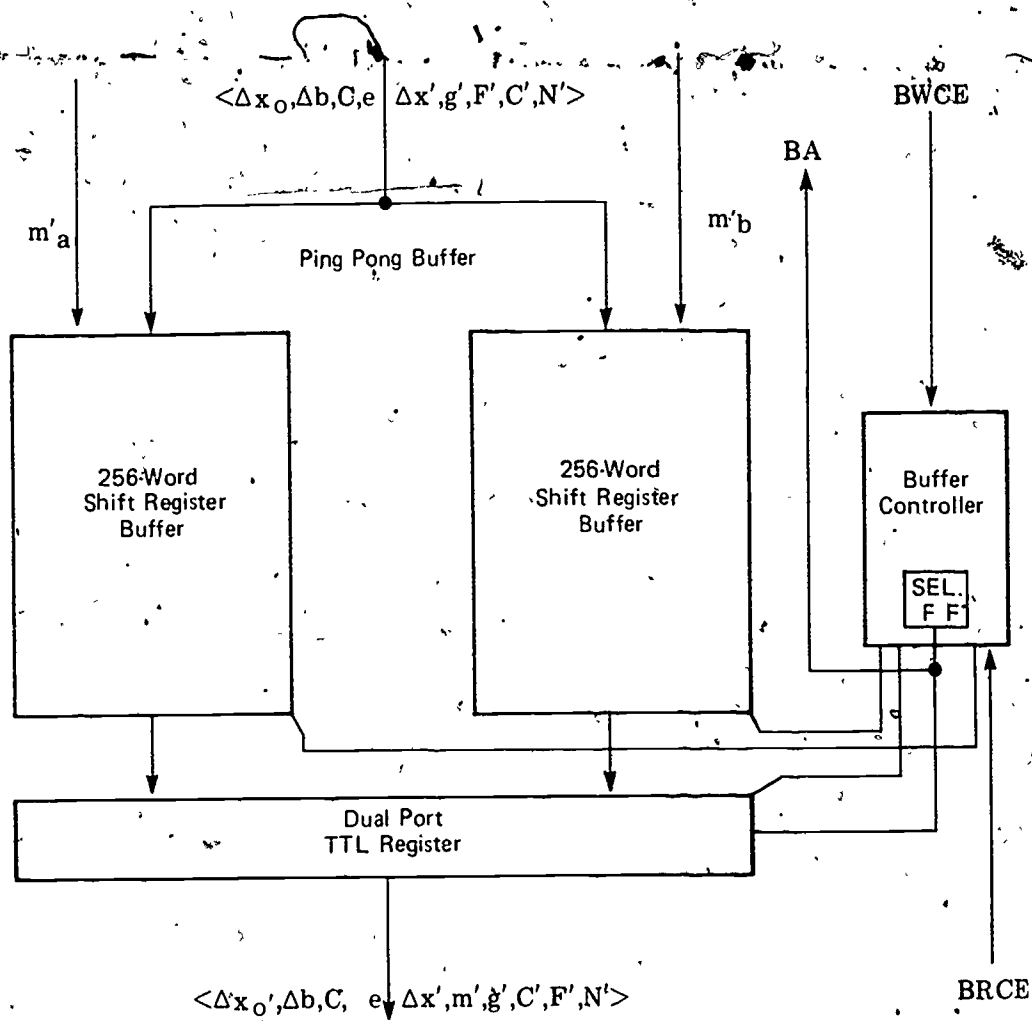 <Δx₀,Δb,C,e Δx',g',F',C',N'>
BWCE
BA
m'a
m'b
Ping Pong Buffer
256-Word
Shift Register
Buffer
256-Word
Shift Register
Buffer
Buffer
Controller
SEL.
F F
Dual Port
TTL Register
<Δx₀',Δb,C, e Δx',m',g',C',F',N'>
BRCE